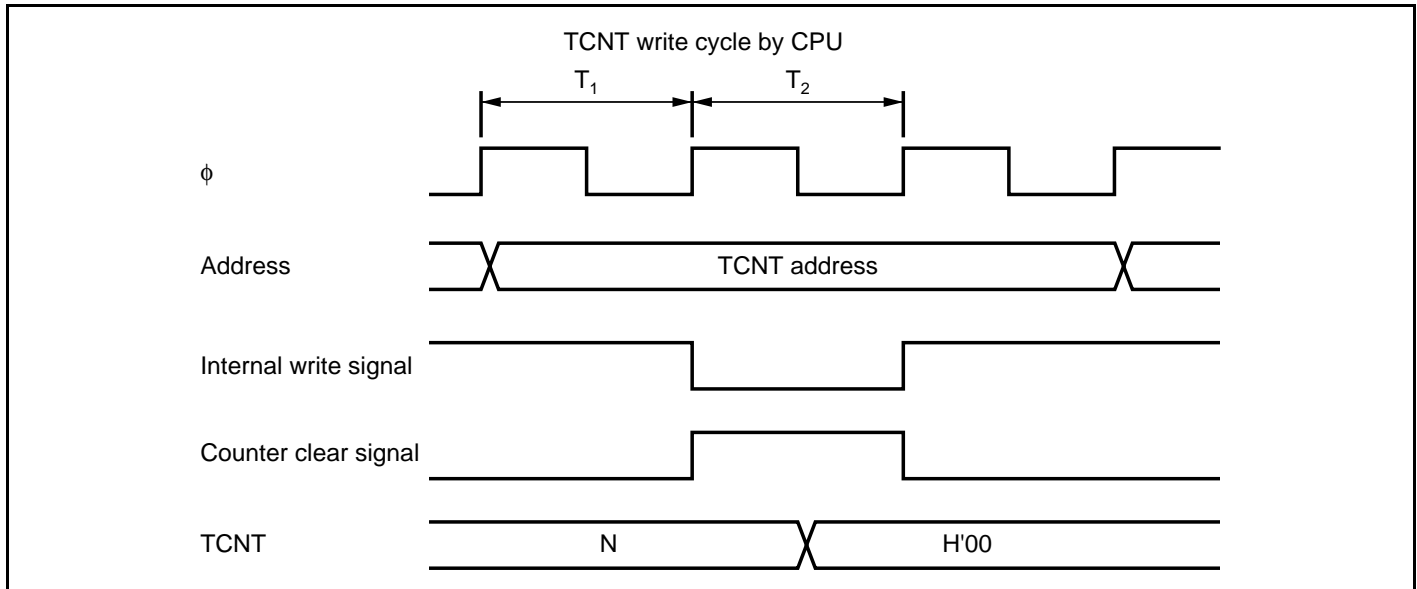 TCNT write cycle by CPU
T1 T2
ϕ
Address TCNT address
Internal write signal
Counter clear signal
TCNT N H'00